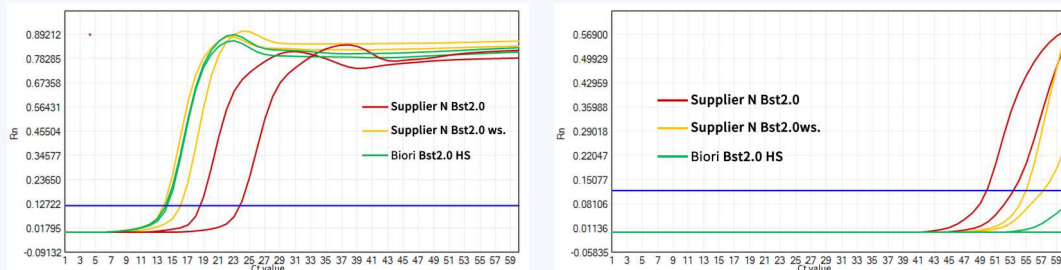 0.89212
0.78285
0.67358
0.56431
0.45504
0.34577
0.23650
0.12722
0.01795
-0.09132
Rn
Supplier N Bst2.0
Supplier N Bst2.0 ws.
Biori Bst2.0 HS
1 3 5 7 9 11 13 15 17 19 21 23 25 27 29 31 33 35 37 39 41 43 45 47 49 51 53 55 57 59
Ct value
0.56900
0.49929
0.42959
0.35988
0.29018
0.22047
0.15077
0.08106
0.01136
-0.05835
Rn
Supplier N Bst2.0
Supplier N Bst2.0ws.
Biori Bst2.0 HS
1 3 5 7 9 11 13 15 17 19 21 23 25 27 29 31 33 35 37 39 41 43 45 47 49 51 53 55 57 59
Ct value